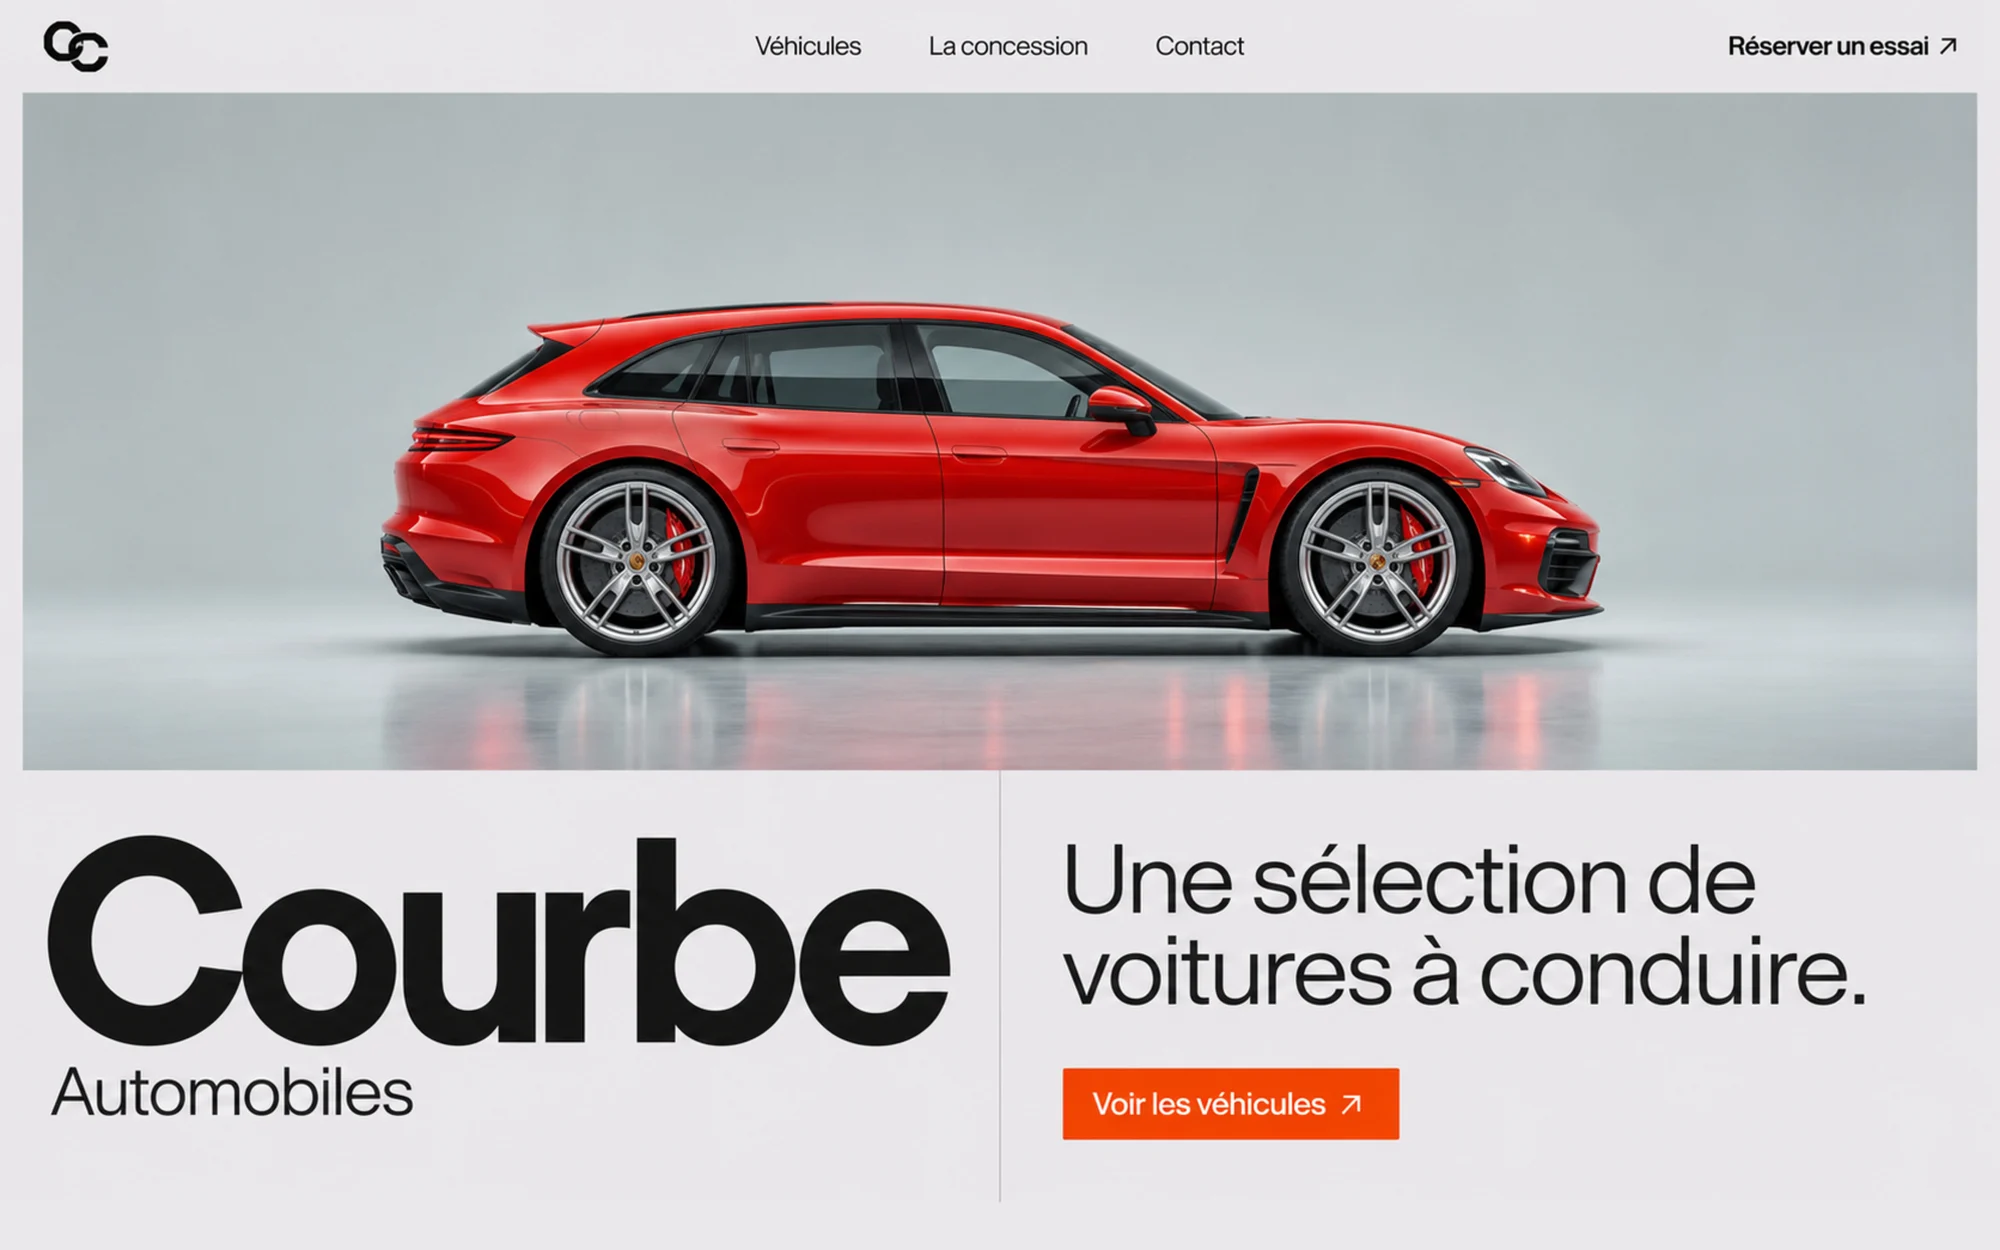 Véhicules
La concession
Contact
Réserver un essai ↗
Courbe
Automobiles
Une sélection de
voitures à conduire.
Voir les véhicules ↗